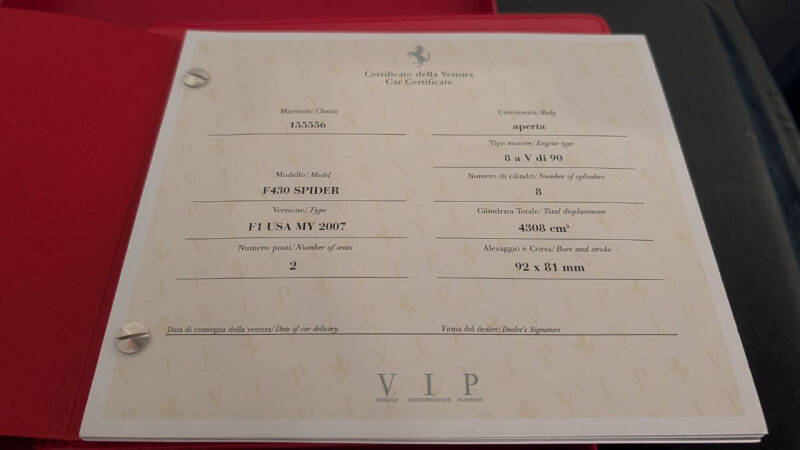 Certificato della Vettura
Car Certificate
Matricola/Chassis
155556
Carrozzeria/Body
aperta
Tipo motore/Engine type
8 a V di 90
Modello/Model
F430 SPIDER
Numero di cilindri/Number of cylinders
8
Versione/Type
F1 USA MY 2007
Cilindrata Totale/Total displacement
4308 cm³
Numero posti/Number of seats
2
Alesaggio e Corsa/Bore and stroke
92 x 81 mm
Data di consegna della vettura/Date of car delivery
Firma del dealer/Dealer's Signature
V I P
VEHICLE IDENTIFICATION PASSPORT